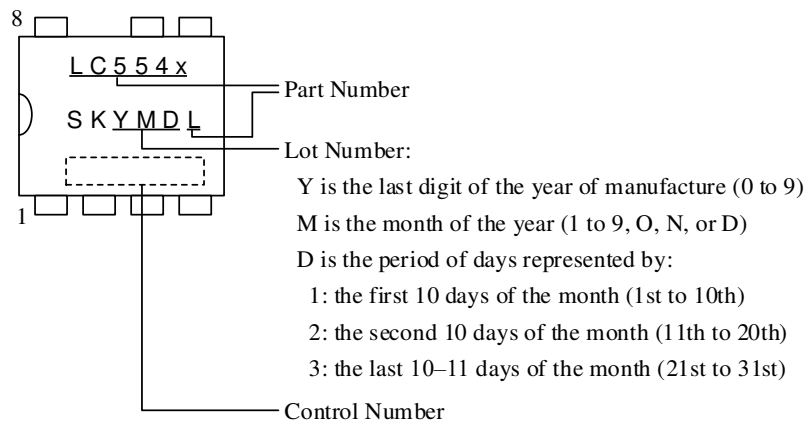 8
LC554x
Part Number
SKYMDL
Lot Number:
Y is the last digit of the year of manufacture (0 to 9)
M is the month of the year (1 to 9, O, N, or D)
D is the period of days represented by:
1: the first 10 days of the month (1st to 10th)
1
2: the second 10 days of the month (11th to 20th)
3: the last 10–11 days of the month (21st to 31st)
Control Number